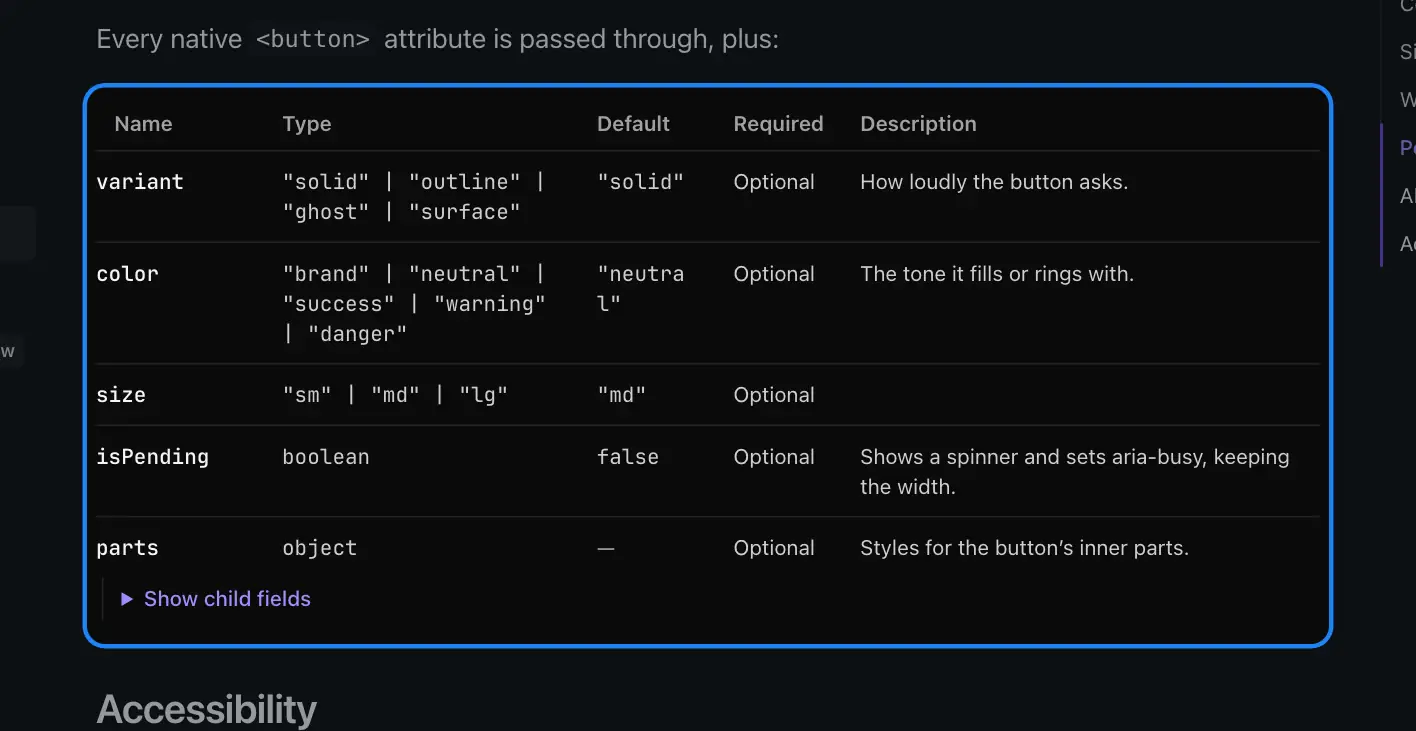 Every native <button> attribute is passed through, plus:
Name Type Default Required Description
variant "solid" | "outline" | "solid" Optional How loudly the button asks.
"ghost" | "surface"
color "brand" | "neutral" | "neutra Optional The tone it fills or rings with.
"success" | "warning" l"
| "danger"
size "sm" | "md" | "lg" "md" Optional
isPending boolean false Optional Shows a spinner and sets aria-busy, keeping
the width.
parts object — Optional Styles for the button’s inner parts.
▶ Show child fields
Accessibility